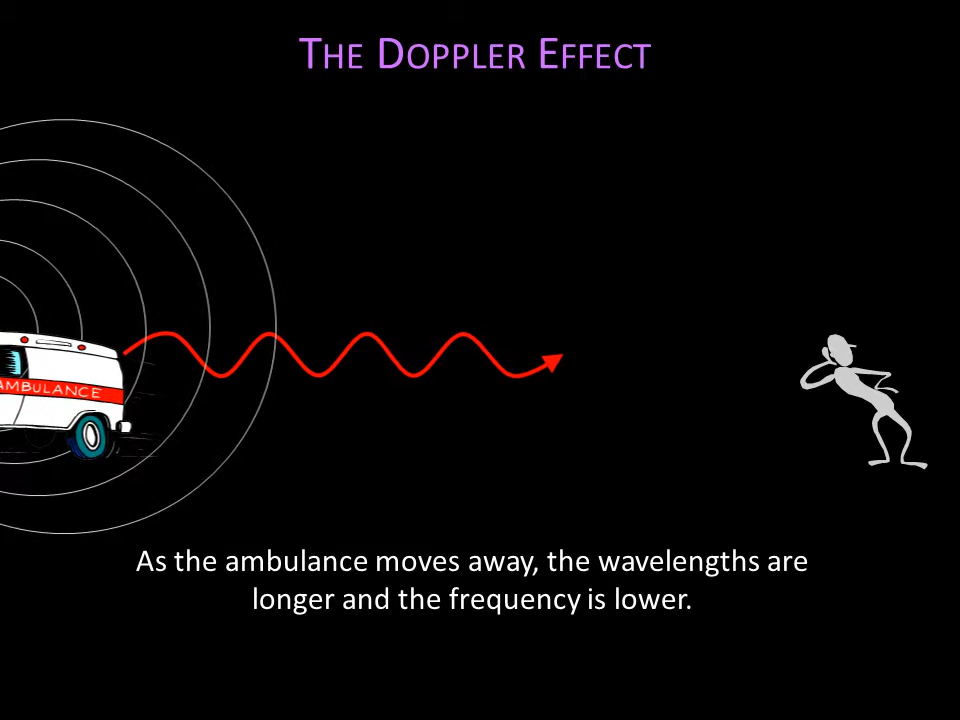 The Doppler Effect
AMBULANCE
As the ambulance moves away, the wavelengths are
longer and the frequency is lower.